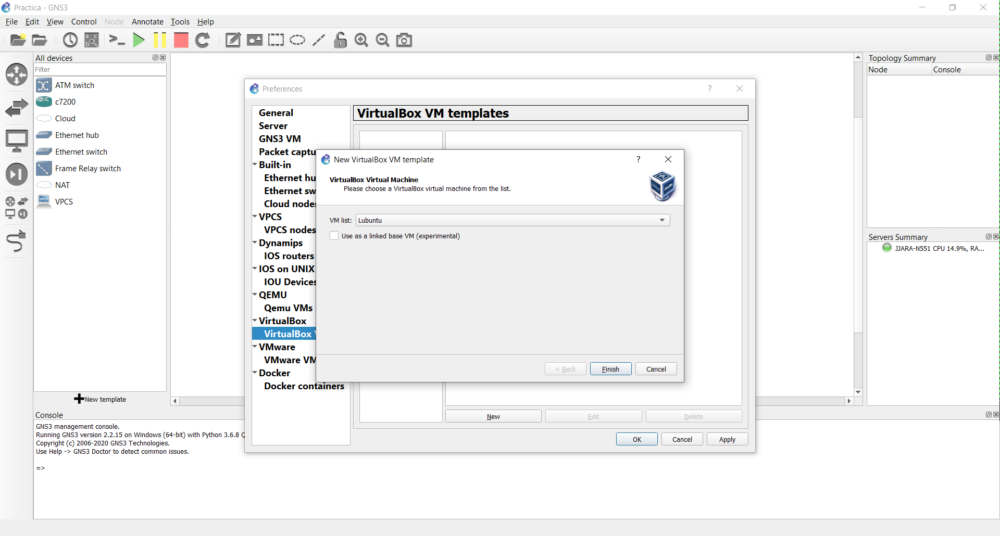 Practica - GNS3
File Edit View Control Node Annotate Tools Help
All devices
Filter
ATM switch
c7200
Cloud
Ethernet hub
Ethernet switch
Frame Relay switch
NAT
VPCS
New template
Topology Summary
Node Console
Servers Summary
JJARA-N551 CPU 14.9%, RA...
Preferences
?
General
Server
GNS3 VM
Packet captu
Built-in
Ethernet hu
Ethernet sw
Cloud nodes
VPCS
VPCS nodes
Dynamips
IOS routers
IOS on UNIX
IOU Devices
QEMU
Qemu VMs
VirtualBox
VirtualBox
VMware
VMware VM
Docker
Docker containers
VirtualBox VM templates
New VirtualBox VM template
?
VirtualBox Virtual Machine
Please choose a VirtualBox virtual machine from the list.
VM list: Lubuntu
Use as a linked base VM (experimental)
< Back Finish Cancel
New Edit Delete
OK Cancel Apply
Console
GNS3 management console.
Running GNS3 version 2.2.15 on Windows (64-bit) with Python 3.6.8
Copyright (c) 2006-2020 GNS3 Technologies.
Use Help -> GNS3 Doctor to detect common issues.
=>